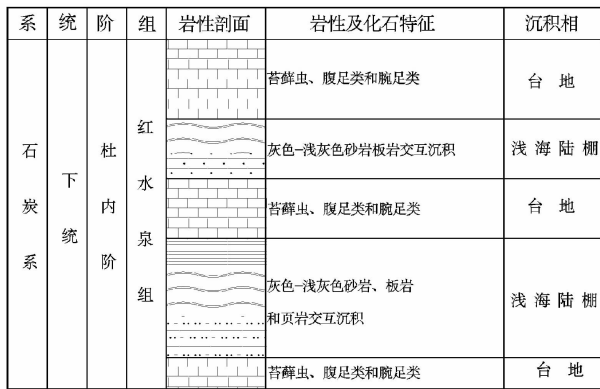 系 统 阶 组 岩性剖面 岩性及化石特征 沉积相
石炭系
下统
杜内阶
红水泉组
苔藓虫、腹足类和腕足类 台 地
灰色-浅灰色砂岩板岩交互沉积 浅 海 陆 棚
苔藓虫、腹足类和腕足类 台 地
灰色-浅灰色砂岩、板岩
和页岩交互沉积
浅 海 陆 棚
苔藓虫、腹足类和腕足类 台 地